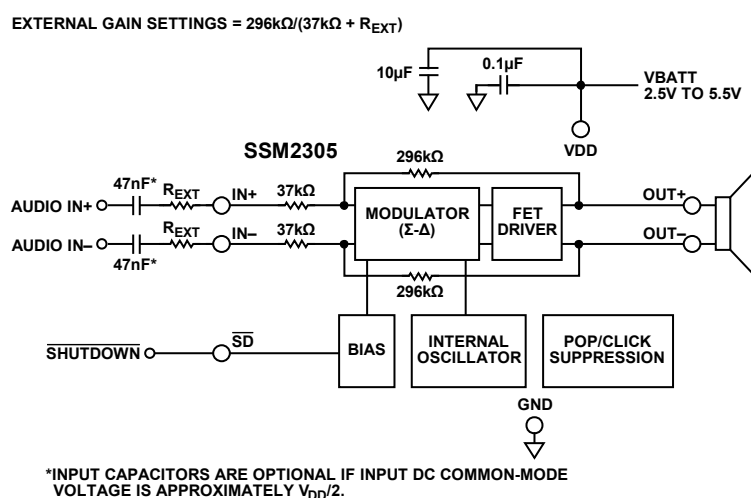 EXTERNAL GAIN SETTINGS = 296kΩ/(37kΩ + REXT)
10µF
0.1µF
VBATT
2.5V TO 5.5V
VDD
SSM2305
296kΩ
47nF*
REXT
IN+
37kΩ
AUDIO IN+
MODULATOR
(Σ-Δ)
FET
DRIVER
OUT+
AUDIO IN–
47nF*
REXT
IN–
37kΩ
OUT–
296kΩ
SHUTDOWN
SD
BIAS
INTERNAL
OSCILLATOR
POP/CLICK
SUPPRESSION
GND
*INPUT CAPACITORS ARE OPTIONAL IF INPUT DC COMMON-MODE
VOLTAGE IS APPROXIMATELY VDD/2.